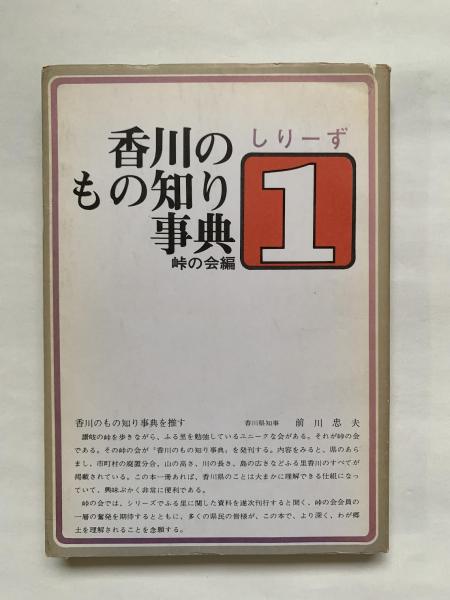 香川の
もの知り
事典
峠の会編
しりーず
1
香川のもの知り事典を推す　香川県知事　前川忠夫
讃岐の峠を歩きながら、ふる里を勉強しているユニークな会がある。それが峠の会
である。その峠の会が“香川のもの知り事典〟を発刊する。内容をみると、県のあら
まし、市町村の廃置分合、山の高さ、川の長さ、島の広さなどふる里香川のすべてが
掲載されている。この本一冊あれば、香川県のことは大まかに理解できる仕組になっ
ていて、興味ぶかく非常に便利である。
峠の会では、シリーズでふる里に関した資料を逐次刊行すると聞く。峠の会会員の
一層の奮発を期待するとともに、多くの県民の皆様が、この本で、より深く、わが郷
土を理解されることを念願する。